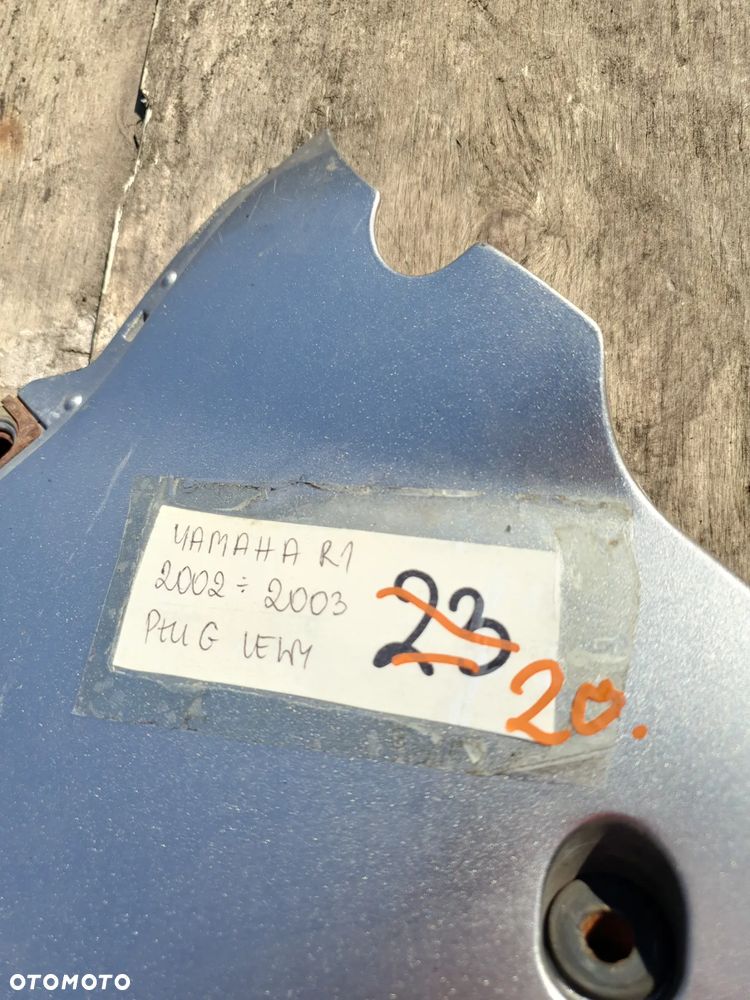 YAMAHA R1
2002 ÷ 2003
PŁUG LEWY
23
20.
OTOMOTO